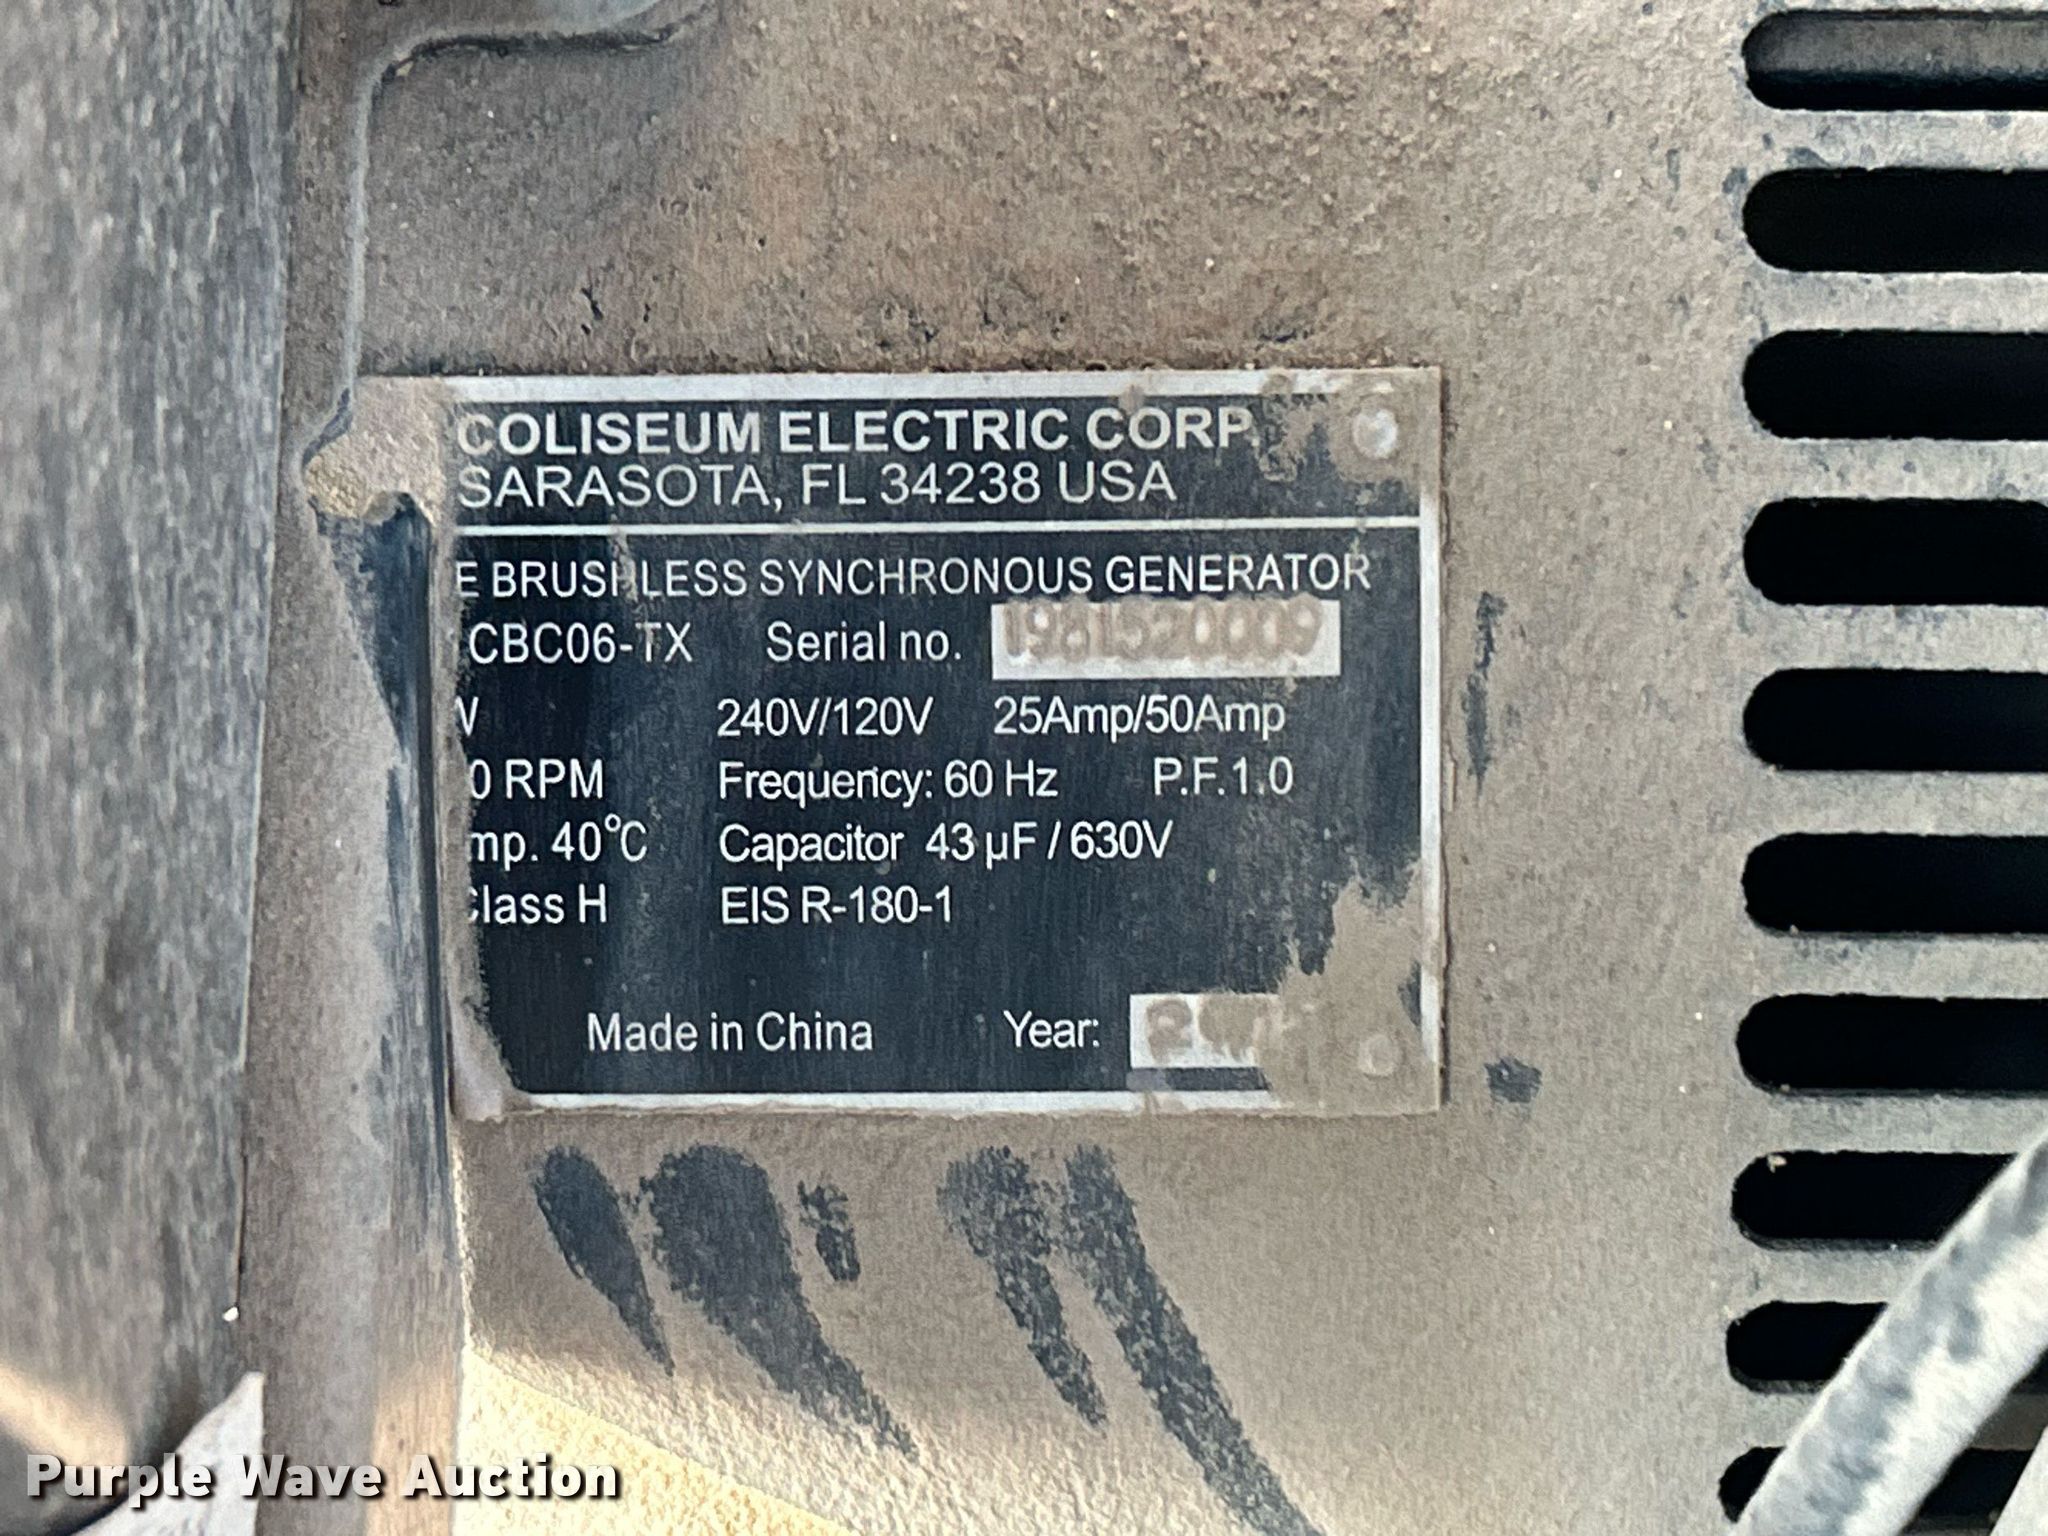 COLISEUM ELECTRIC CORP.
SARASOTA, FL 34238 USA
E BRUSHLESS SYNCHRONOUS GENERATOR
CBC06-TX Serial no.
W 240V/120V 25Amp/50Amp
0 RPM Frequency: 60 Hz P.F.1.0
mp. 40°C Capacitor 43 µF / 630V
Class H EIS R-180-1
Made in China Year:
Purple Wave Auction